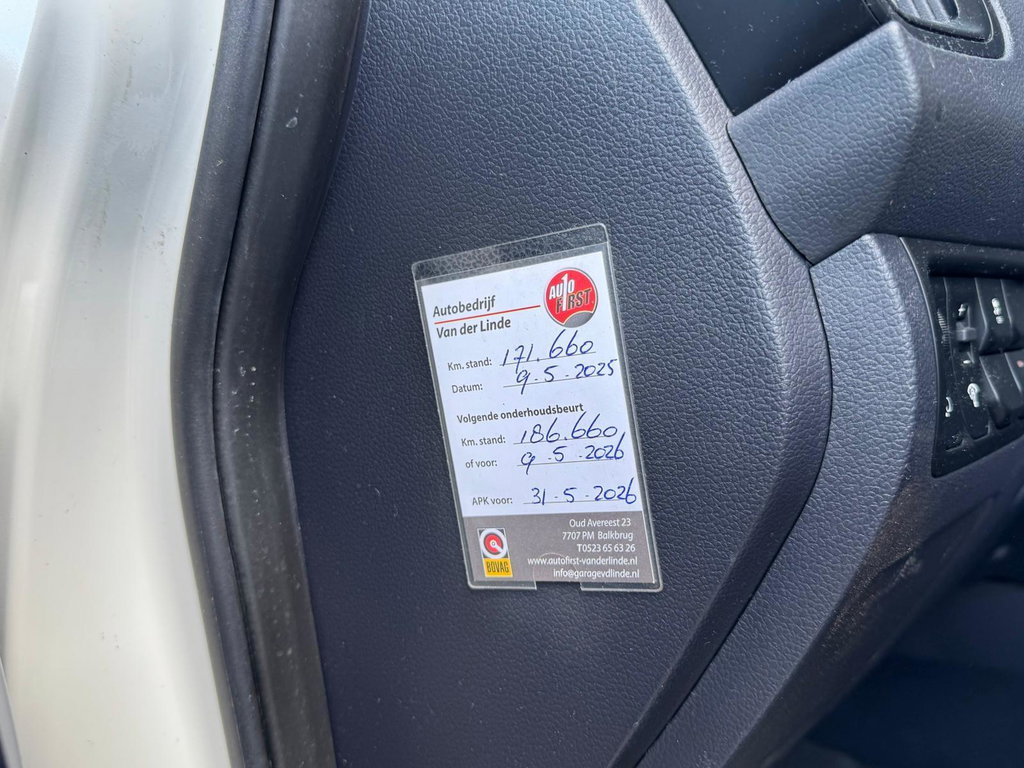 Autobedrijf
Van der Linde
AUTO
FIRST
Km. stand: 171.660
Datum: 9.5.2025
Volgende onderhoudsbeurt
Km. stand: 186.660
of voor: 9.5.2026
APK voor: 31-5-2026
BOVAG
Oud Avereest 23
7707 PM Balkbrug
T0523 65 63 26
www.autofirst-vanderlinde.nl
info@garagevdlinde.nl